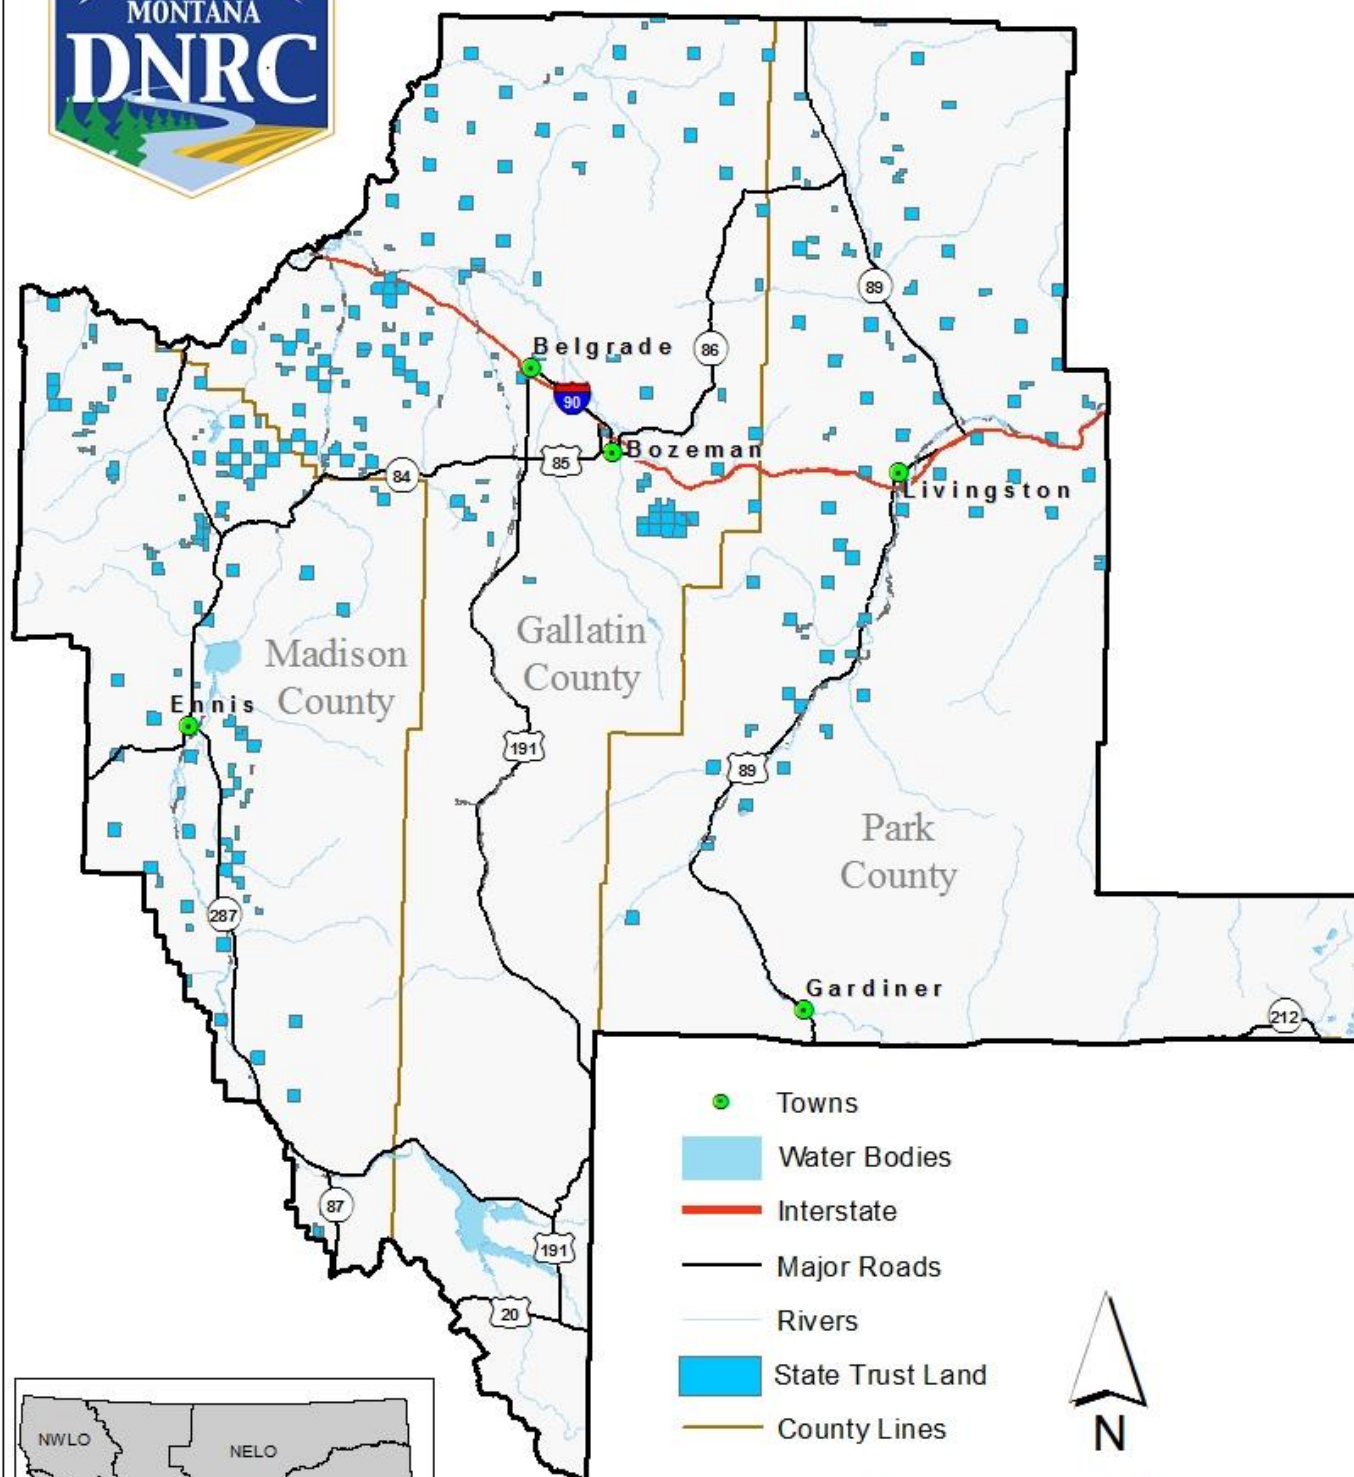 MONTANA
DNRC
89
Belgrade
86
90
Bozeman
85
84
Livingston
Gallatin
County
Madison
County
Ennis
191
89
Park
County
287
Gardiner
212
Towns
Water Bodies
Interstate
Major Roads
Rivers
State Trust Land
County Lines
87
191
20
N
NWLO
NELO